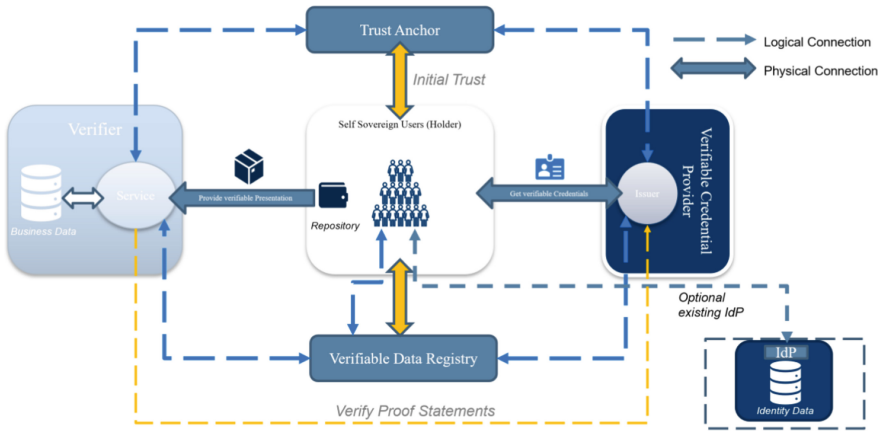 Trust Anchor
Logical Connection
Initial Trust
Physical Connection
Verifier
Self Sovereign Users (Holder)
Verifiable Credential
Provider
Service
Provide verifiable Presentation
Get verifiable Credentials
Issuer
Repository
Business Data
Optional
existing IdP
Verifiable Data Registry
IdP
Identity Data
Verify Proof Statements